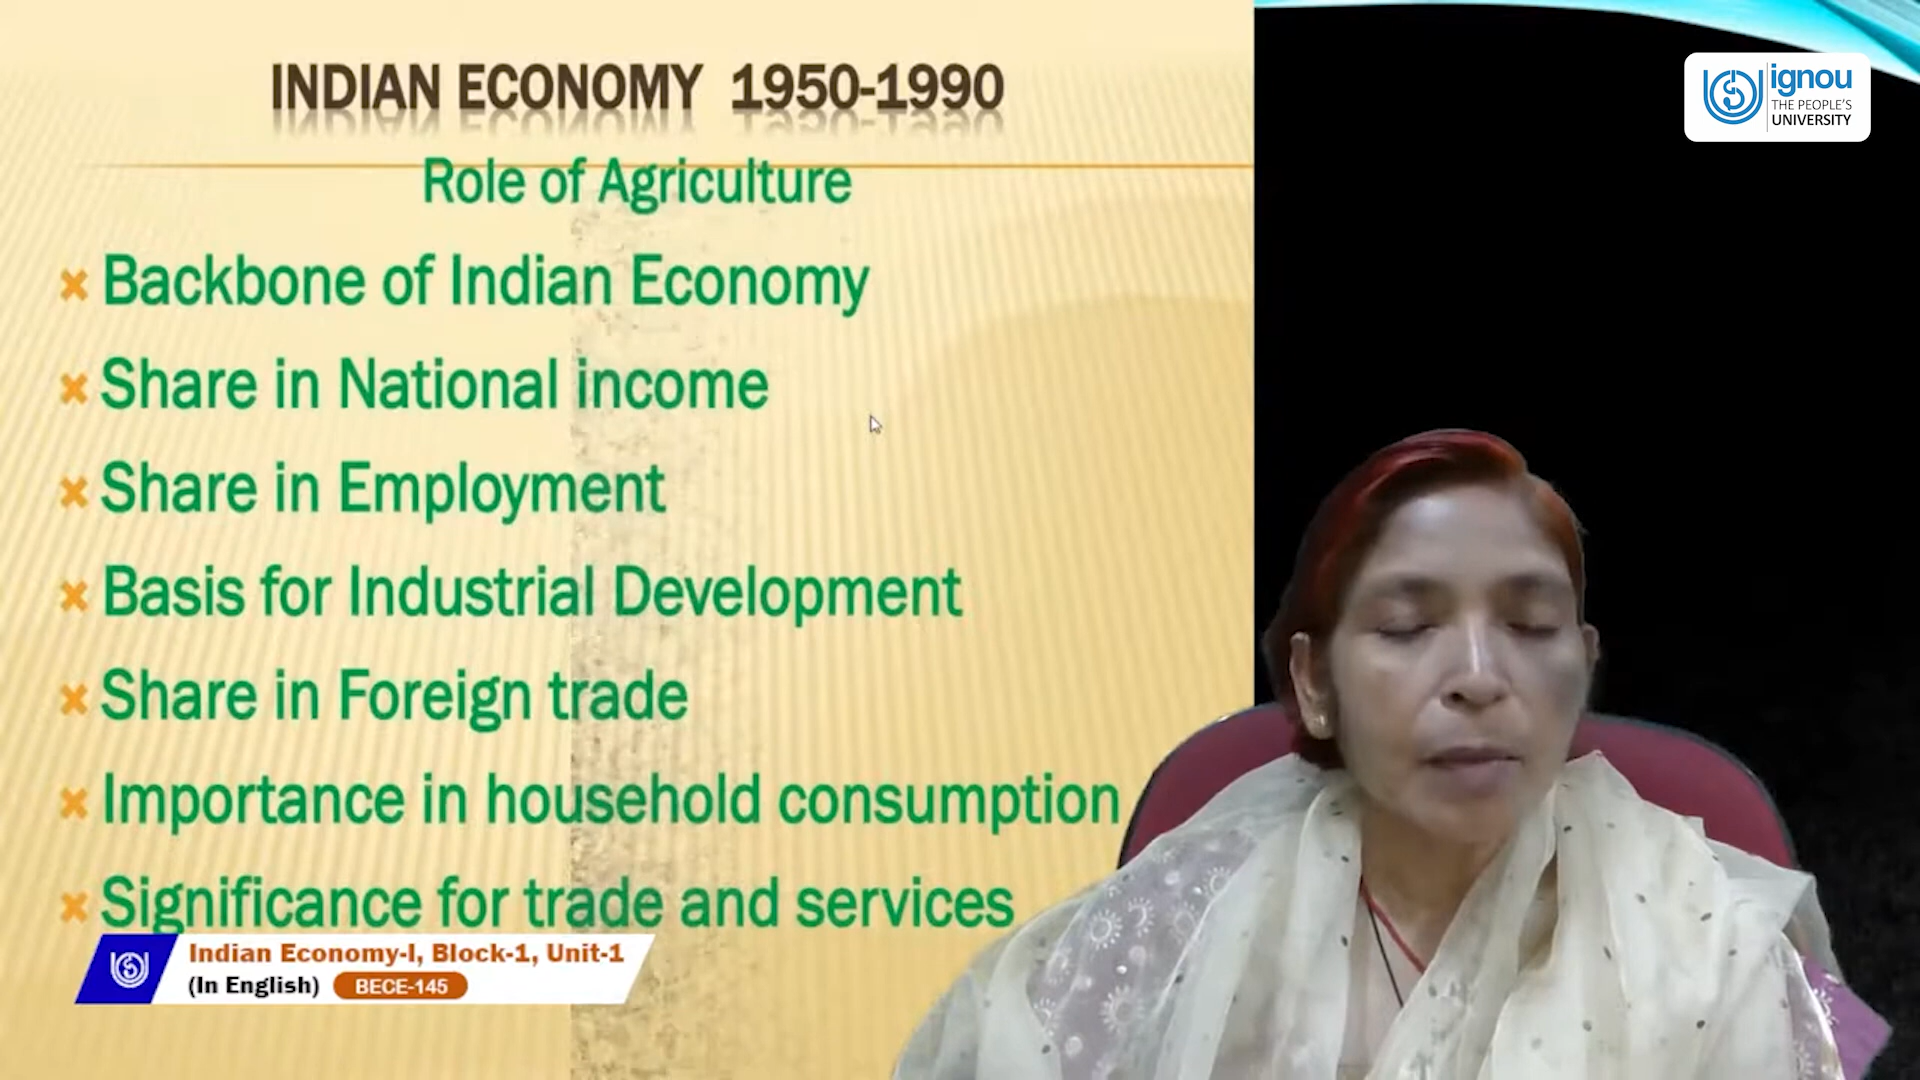 INDIAN ECONOMY 1950-1990
Role of Agriculture
Backbone of Indian Economy
Share in National income
Share in Employment
Basis for Industrial Development
Share in Foreign trade
Importance in household consumption
Significance for trade and services
Indian Economy-I, Block-1, Unit-1
(In English) BECE-145
ignou
THE PEOPLE'S
UNIVERSITY